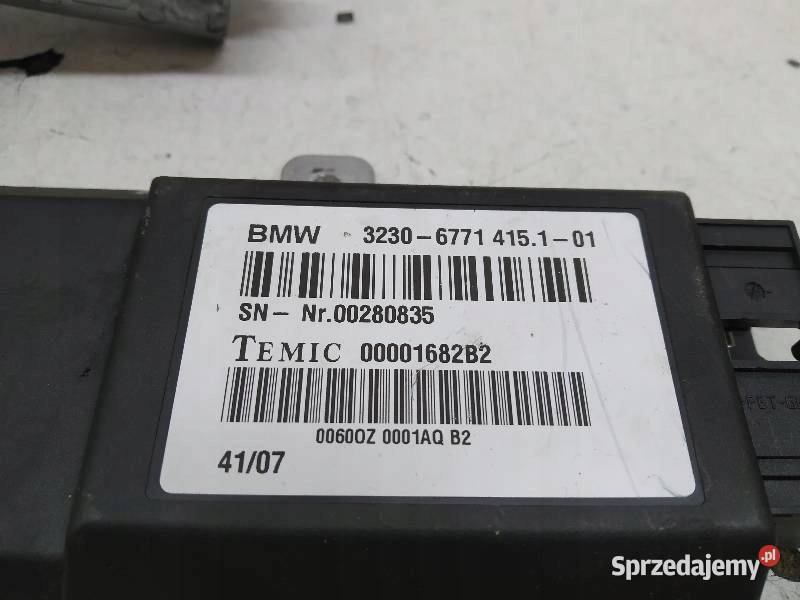 BMW 3230-6771 415.1-01
SN- Nr.00280835
TEMIC 00001682B2
0060OZ 0001AQ B2
41/07
Sprzedajemy.pl